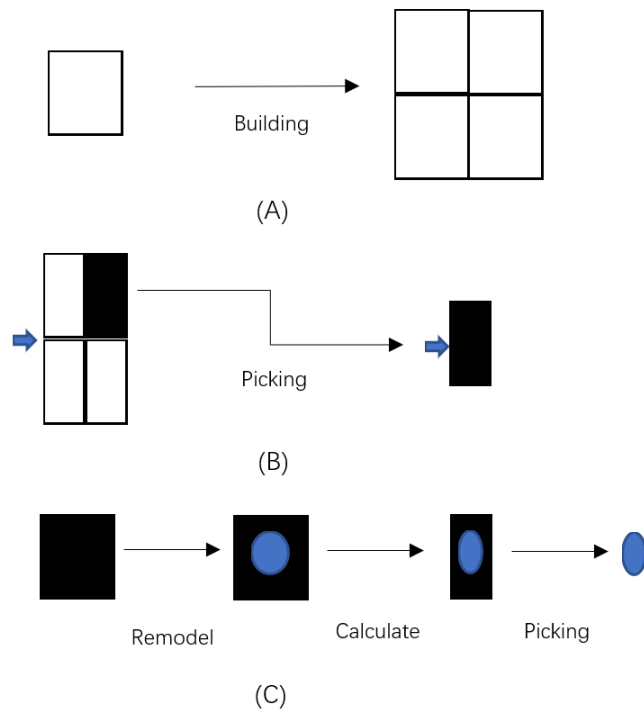 Building
(A)
Picking
(B)
Remodel
Calculate
Picking
(C)